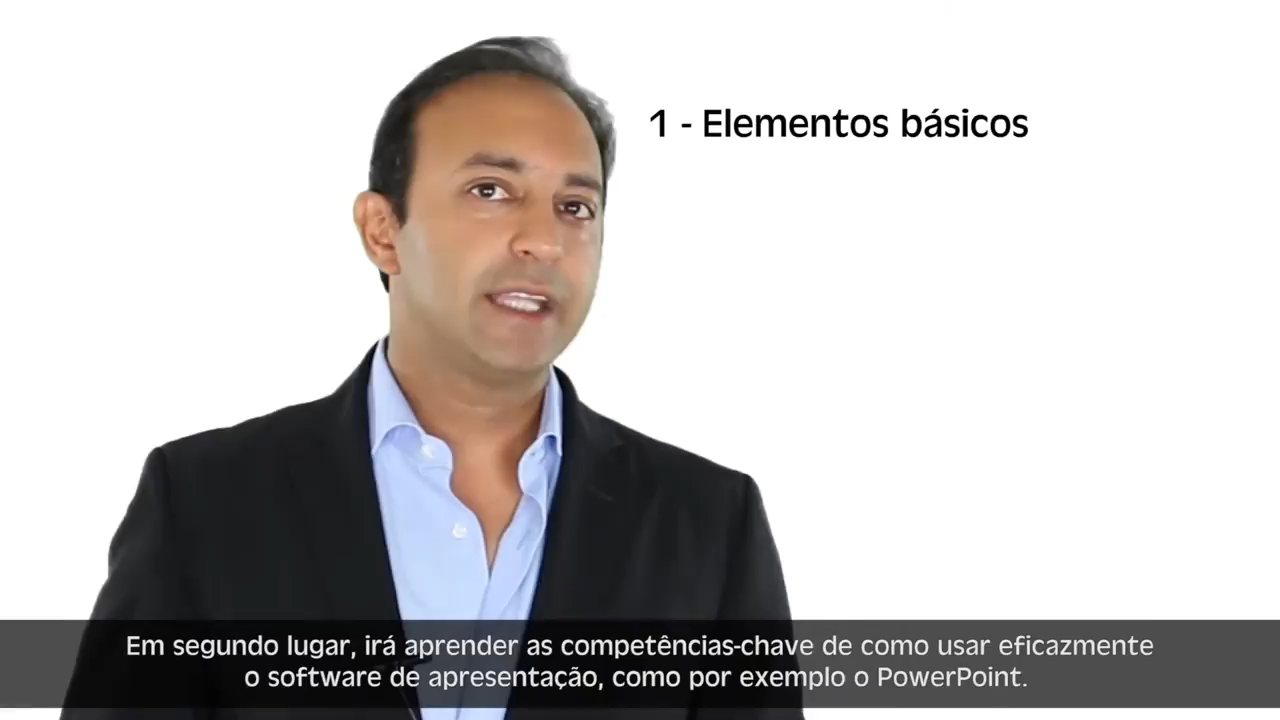 1 - Elementos básicos
Em segundo lugar, irá aprender as competências-chave de como usar eficazmente
o software de apresentação, como por exemplo o PowerPoint.